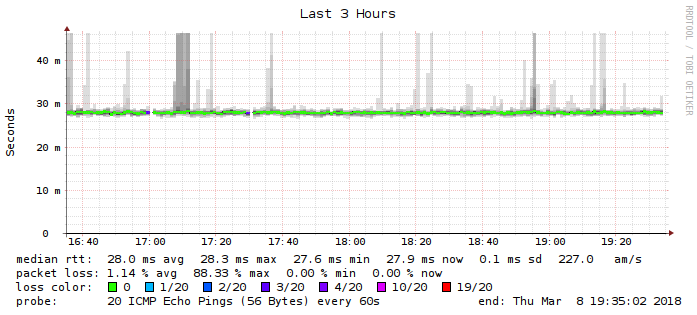 Last 3 Hours
RRDTOOL / TOBI OETIKER
Seconds
40 m
30 m
20 m
10 m
0
16:40 17:00 17:20 17:40 18:00 18:20 18:40 19:00 19:20
median rtt: 28.0 ms avg 28.3 ms max 27.6 ms min 27.9 ms now 0.1 ms sd 227.0 am/s
packet loss: 1.14 % avg 88.33 % max 0.00 % min 0.00 % now
loss color: 0 1/20 2/20 3/20 4/20 10/20 19/20
probe: 20 ICMP Echo Pings (56 Bytes) every 60s end: Thu Mar 8 19:35:02 2018